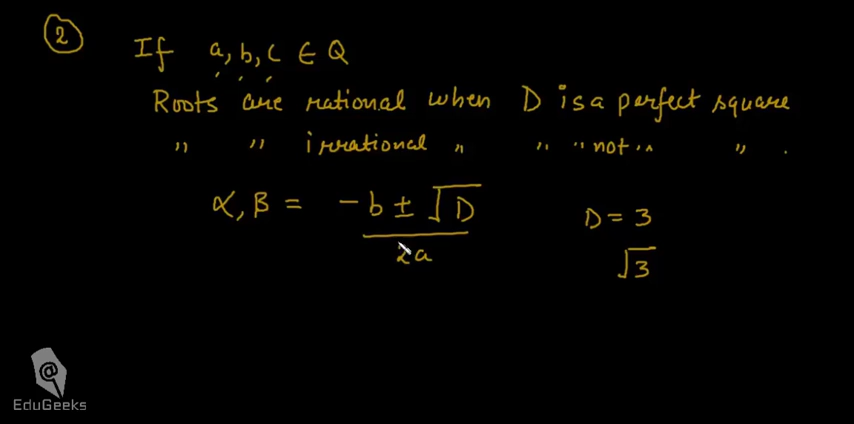 ② If a, b, c ∈ Q
Roots are rational when D is a perfect square
" " irrational " " " not " " .
α, β = -b ± √D / 2a
D = 3
√3
@
EduGeeks